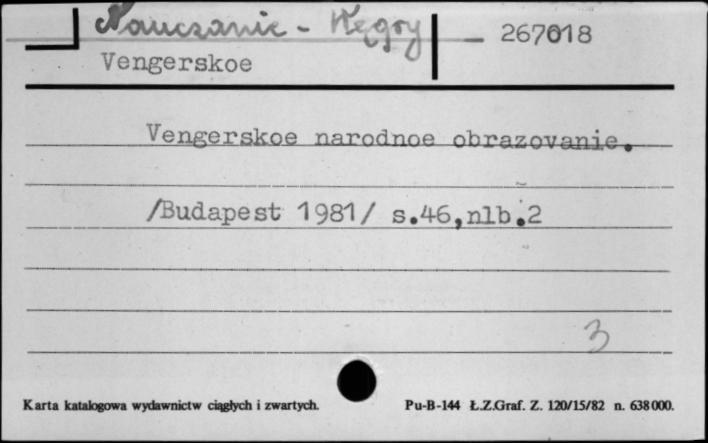 Nauczanie - Węgry
267018
Vengerskoe
Vengerskoe narodnoe obrazovanie.
/Budapest 1981/ s.46,nlb.2
3
Karta katalogowa wydawnictw ciągłych i zwartych.
Pu-B-144 Ł.Z.Graf. Z. 120/15/82 n. 638000.